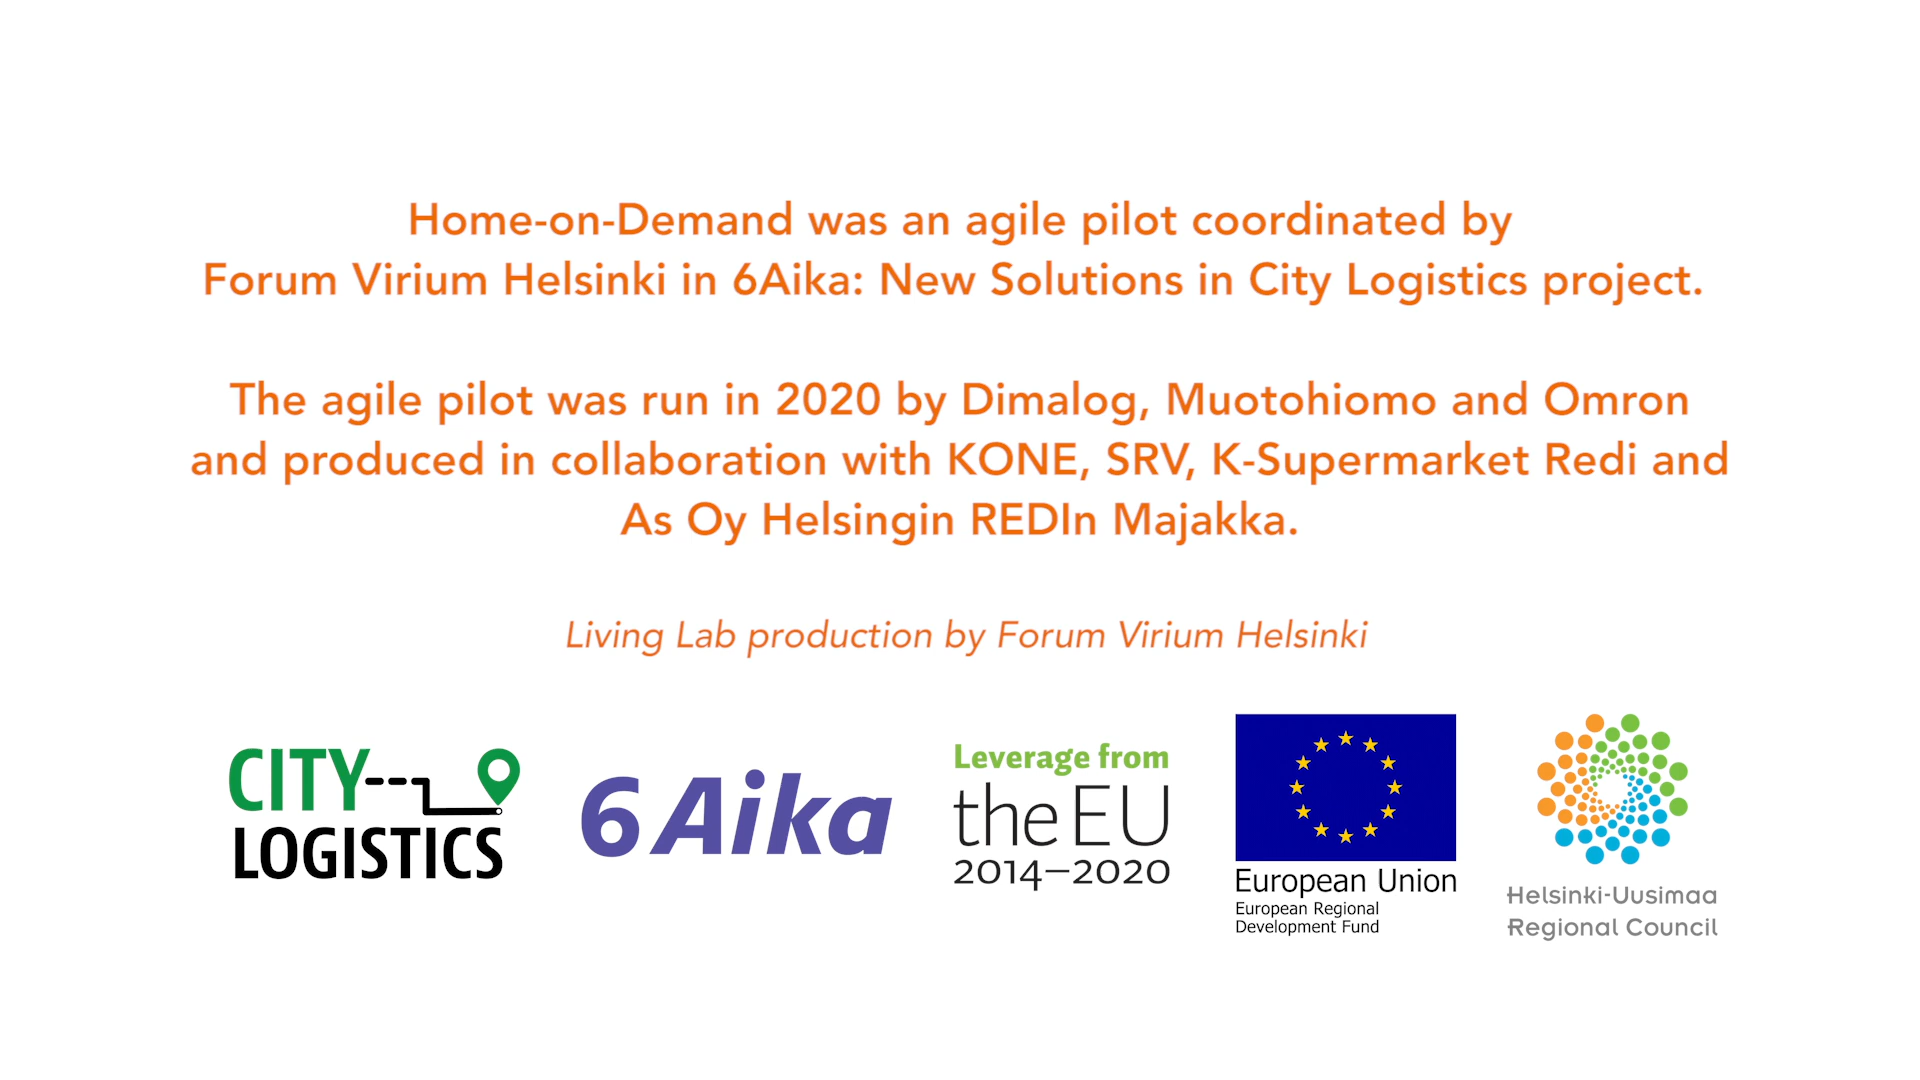 Home-on-Demand was an agile pilot coordinated by
Forum Virium Helsinki in 6Aika: New Solutions in City Logistics project.
The agile pilot was run in 2020 by Dimalog, Muotohiomo and Omron
and produced in collaboration with KONE, SRV, K-Supermarket Redi and
As Oy Helsingin REDIn Majakka.
Living Lab production by Forum Virium Helsinki
CITY
LOGISTICS
6Aika
Leverage from
the EU
2014–2020
European Union
European Regional
Development Fund
Helsinki-Uusimaa
Regional Council